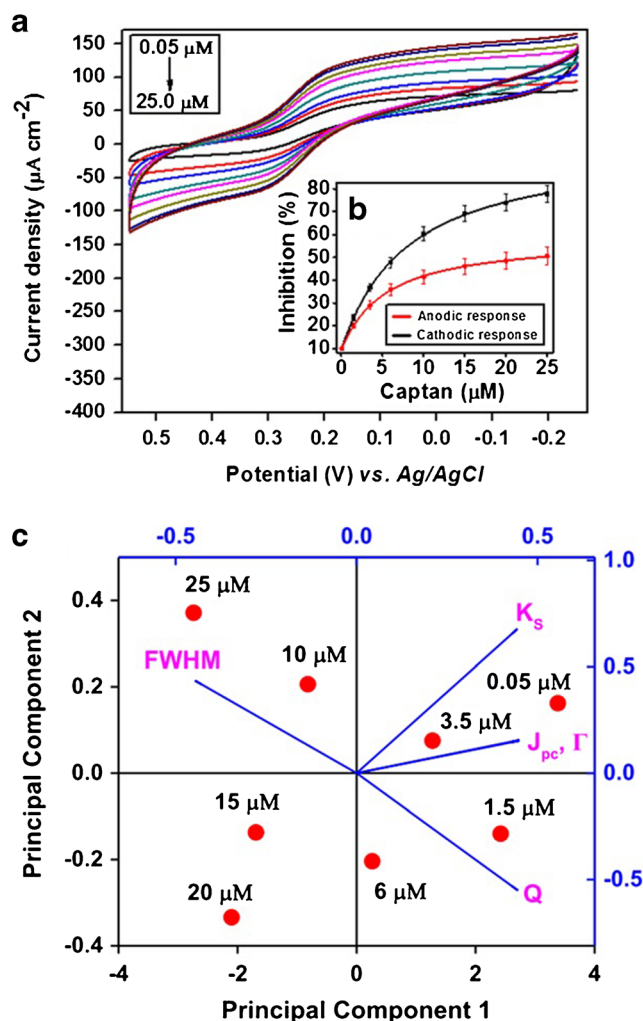 a
150
100
50
0
-50
-100
-150
-200
-250
-300
-350
-400
Current density (μA cm⁻²)
0.05 μM
25.0 μM
b
80
70
60
50
40
30
20
10
Inhibition (%)
Anodic response
Cathodic response
0 5 10 15 20 25
Captan (μM)
0.5 0.4 0.3 0.2 0.1 0.0 -0.1 -0.2
Potential (V) vs. Ag/AgCl
c
-0.5 0.0 0.5
0.4
0.2
0.0
-0.2
-0.4
Principal Component 2
1.0
0.5
0.0
-0.5
25 μM
FWHM
10 μM
Kₛ
0.05 μM
3.5 μM
Jpc, Γ
15 μM
1.5 μM
20 μM
6 μM
Q
-4 -2 0 2 4
Principal Component 1